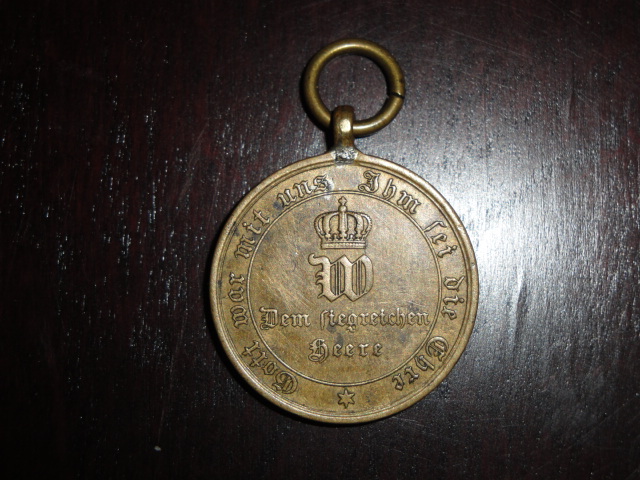 Gott war mit uns Ihm sei die Ehre
W
Dem siegreichen
Heere